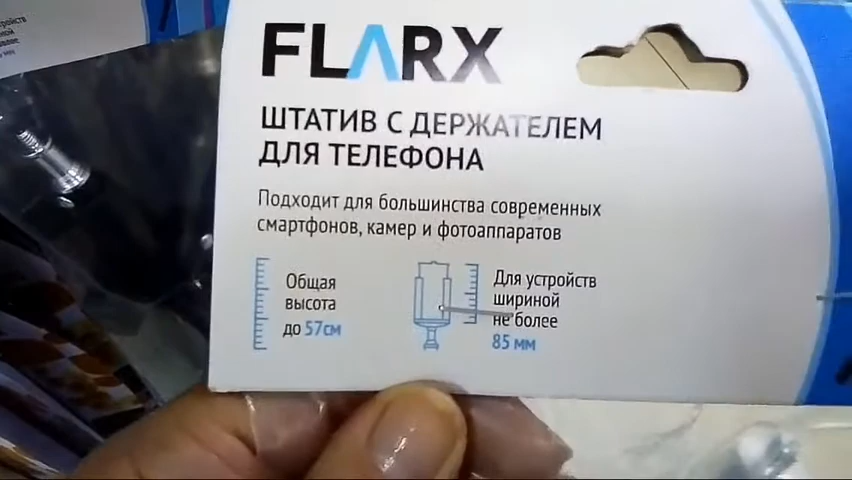 FLARX
ШТАТИВ С ДЕРЖАТЕЛЕМ
ДЛЯ ТЕЛЕФОНА
Подходит для большинства современных
смартфонов, камер и фотоаппаратов
Общая
высота
до 57см
Для устройств
шириной
не более
85 мм